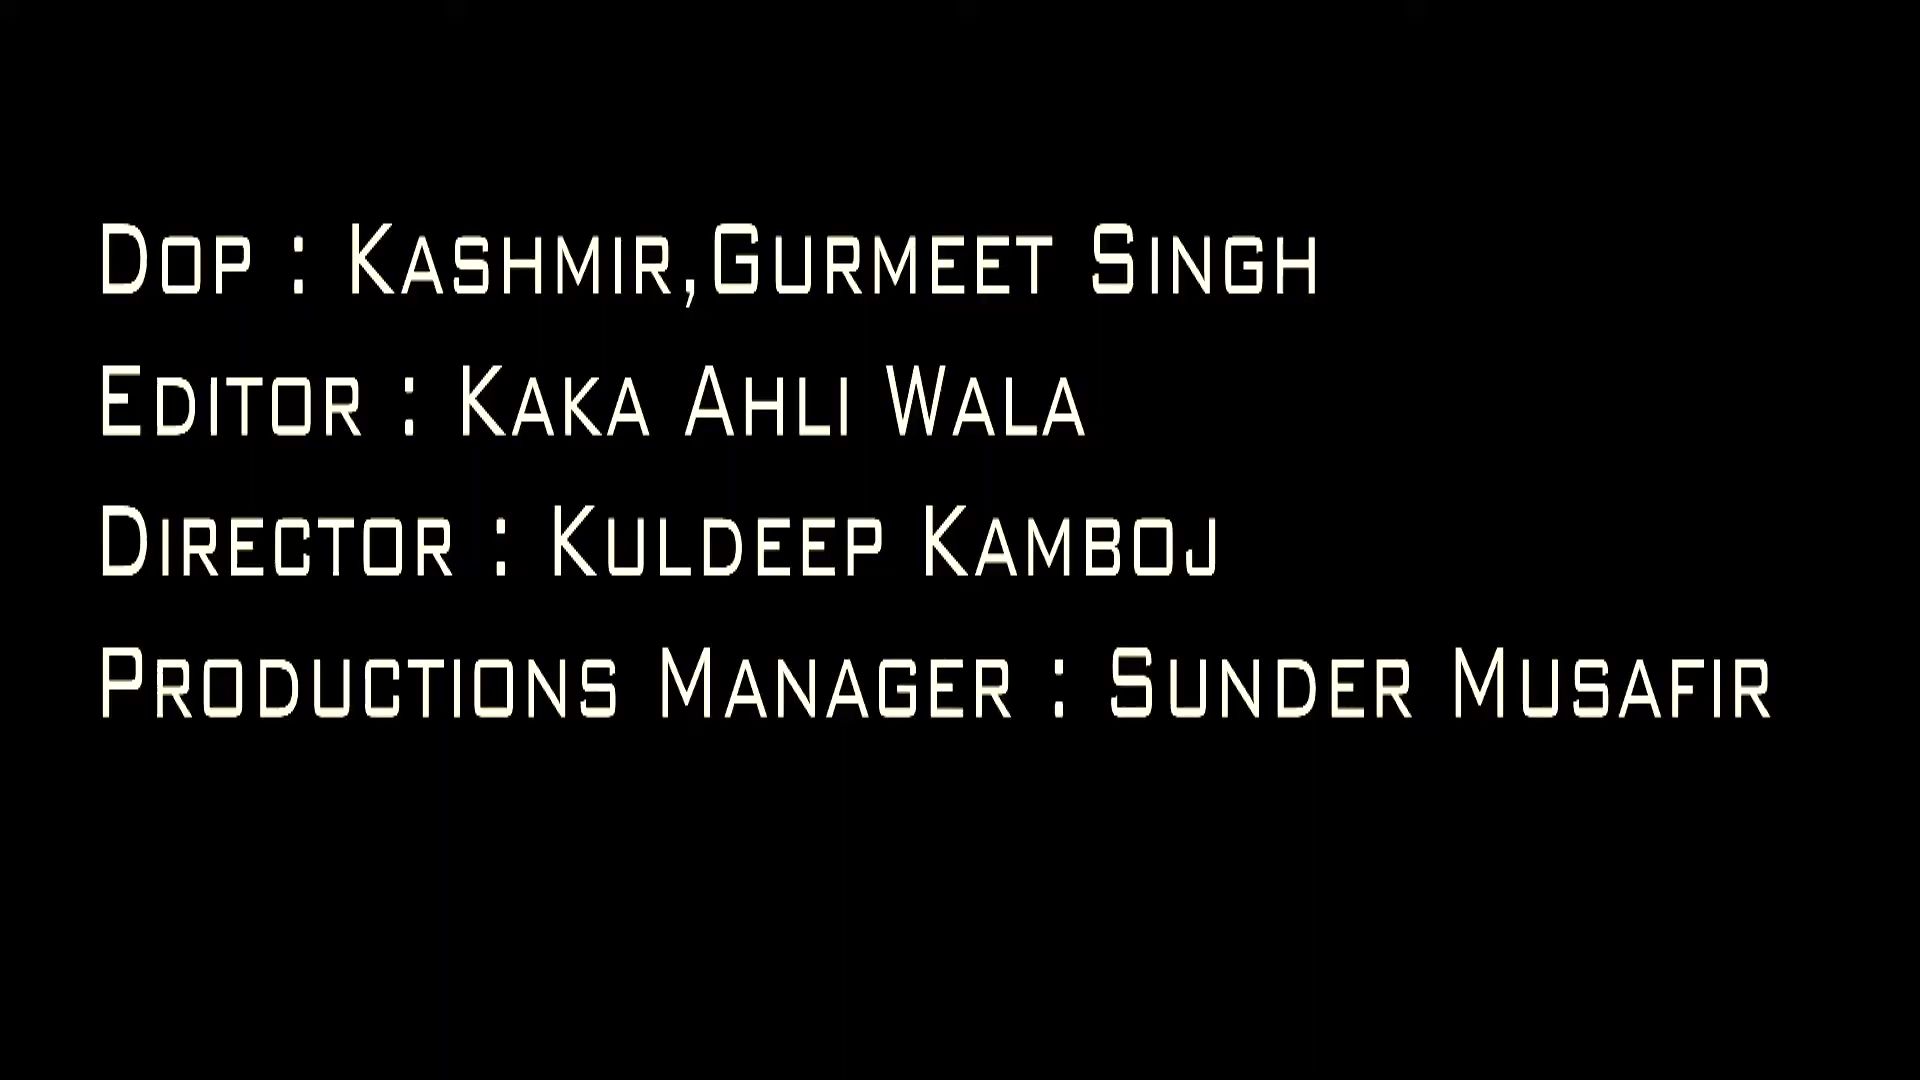 Dop : Kashmir,Gurmeet Singh
Editor : Kaka Ahli Wala
Director : Kuldeep Kamboj
Productions Manager : Sunder Musafir